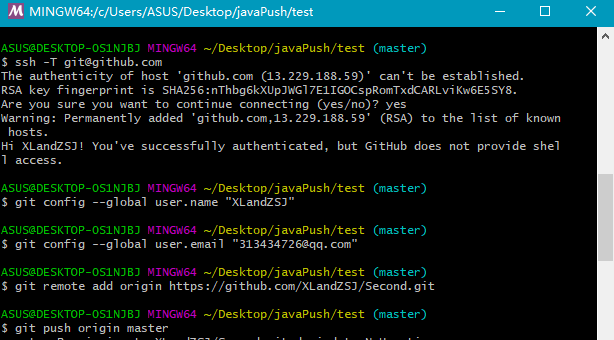 MINGW64:/c/Users/ASUS/Desktop/javaPush/test
ASUS@DESKTOP-OS1NJBJ MINGW64 ~/Desktop/javaPush/test (master)
$ ssh -T git@github.com
The authenticity of host 'github.com (13.229.188.59)' can't be established.
RSA key fingerprint is SHA256:nThbg6kXUpJWGl7E1IGOCspRomTxdCARLviKw6E5SY8.
Are you sure you want to continue connecting (yes/no)? yes
Warning: Permanently added 'github.com,13.229.188.59' (RSA) to the list of known
hosts.
Hi XLandZSJ! You've successfully authenticated, but GitHub does not provide shel
l access.
ASUS@DESKTOP-OS1NJBJ MINGW64 ~/Desktop/javaPush/test (master)
$ git config --global user.name "XLandZSJ"
ASUS@DESKTOP-OS1NJBJ MINGW64 ~/Desktop/javaPush/test (master)
$ git config --global user.email "313434726@qq.com"
ASUS@DESKTOP-OS1NJBJ MINGW64 ~/Desktop/javaPush/test (master)
$ git remote add origin https://github.com/XLandZSJ/Second.git
ASUS@DESKTOP-OS1NJBJ MINGW64 ~/Desktop/javaPush/test (master)
$ git push origin master